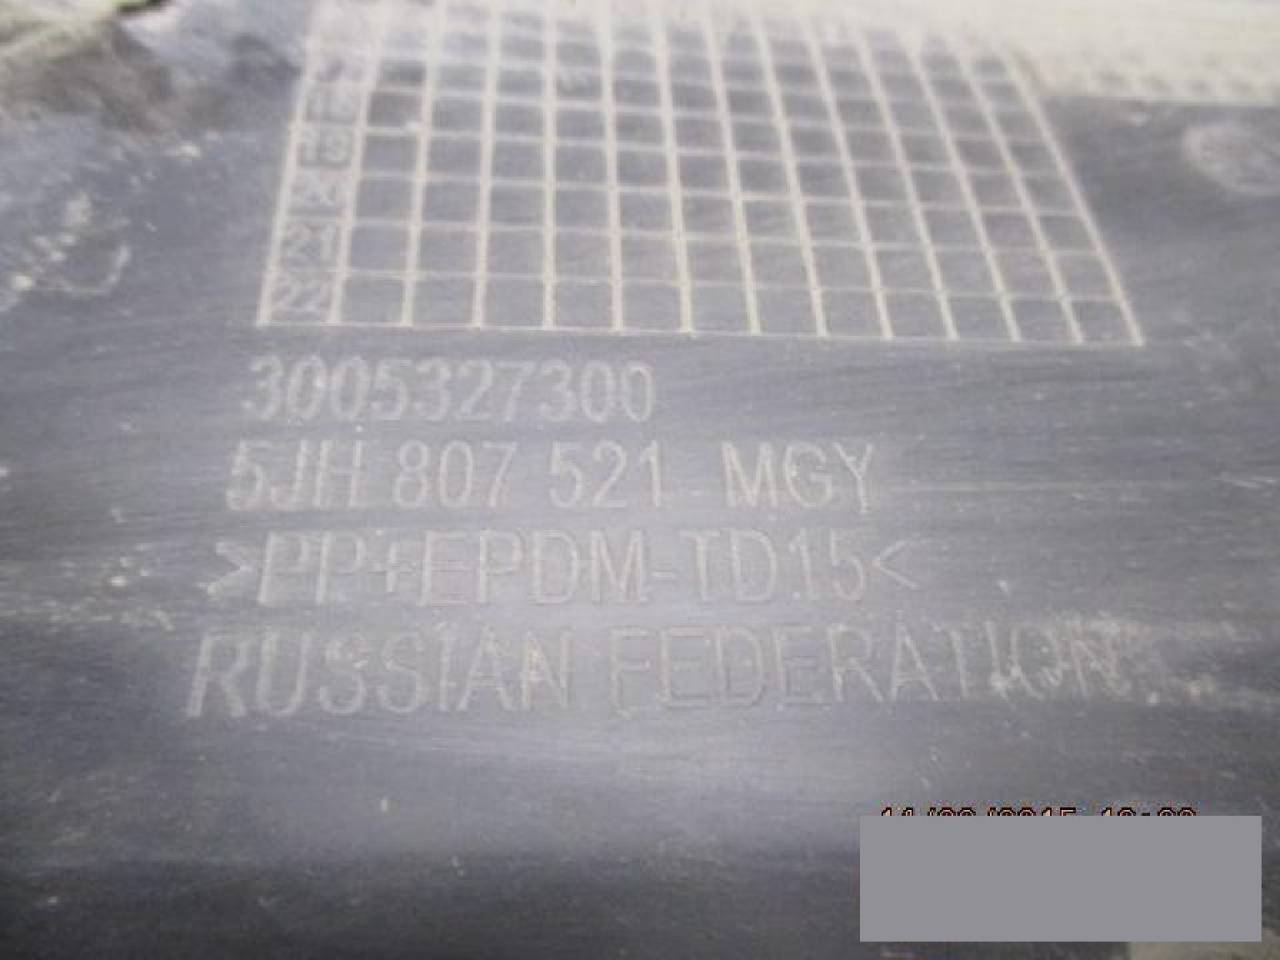 18
19
20
21
22
3005327300
5JH 807 521 MGY
>PP+EPDM-TD15<
RUSSIAN FEDERATION